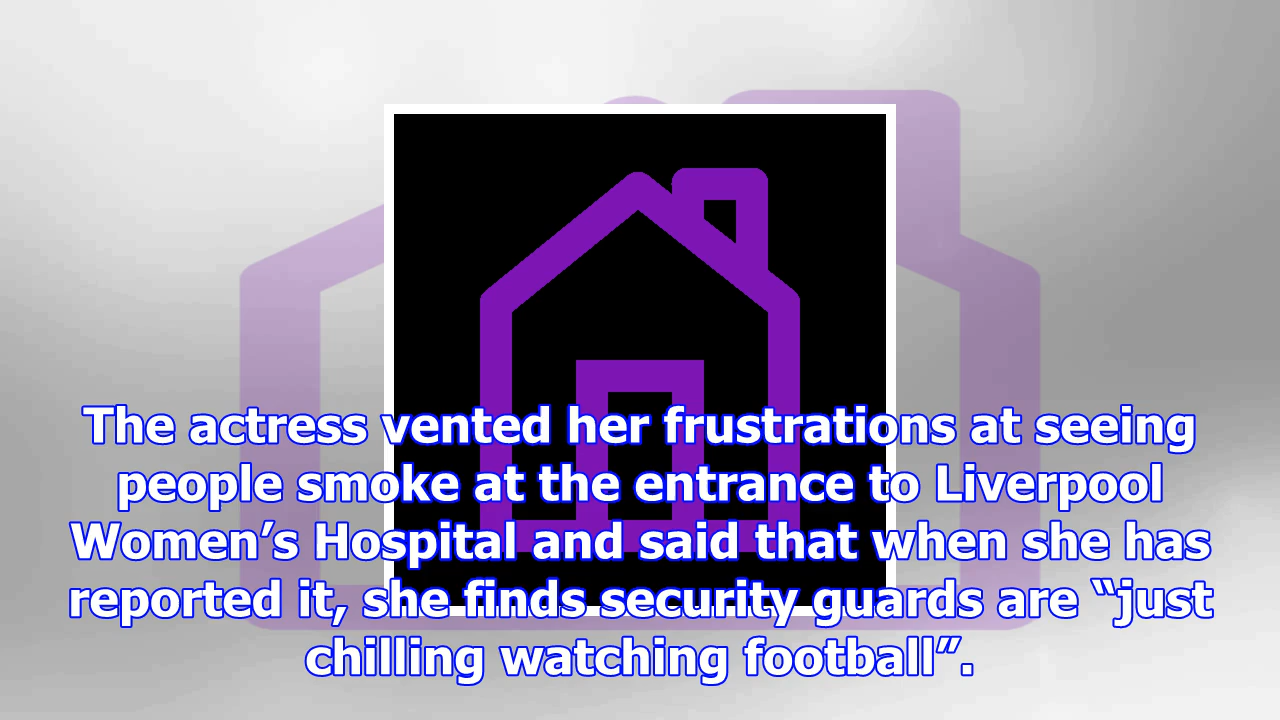 The actress vented her frustrations at seeing
people smoke at the entrance to Liverpool
Women’s Hospital and said that when she has
reported it, she finds security guards are “just
chilling watching football”.